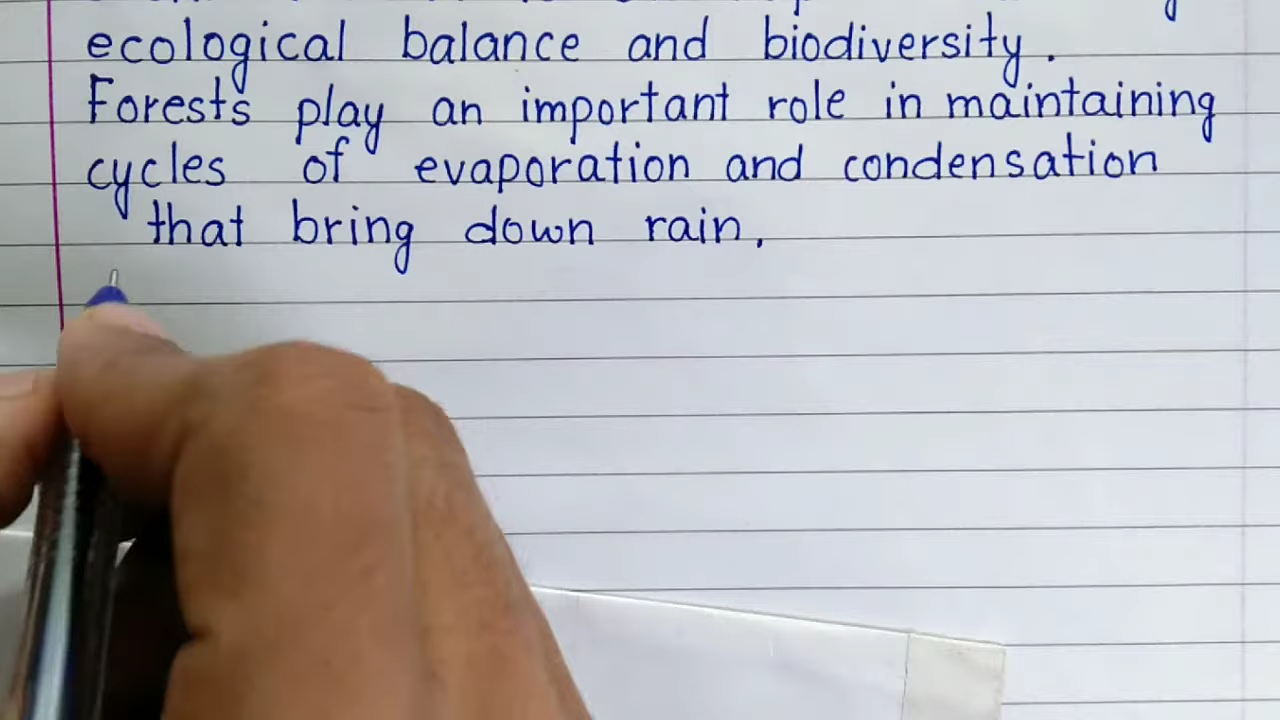 ecological balance and biodiversity.
Forests play an important role in maintaining
cycles of evaporation and condensation
that bring down rain.